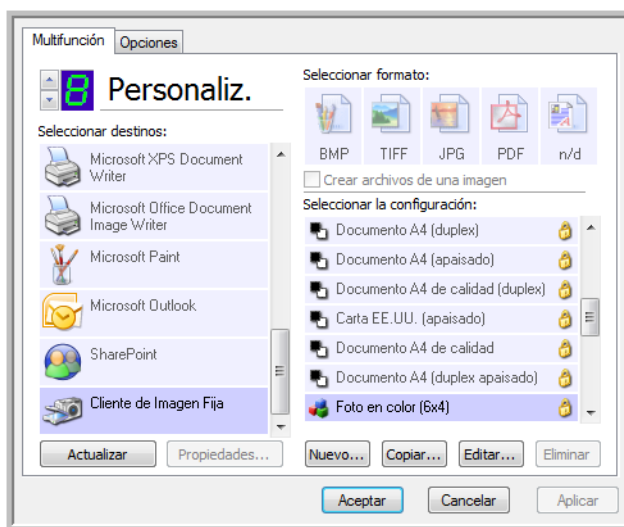 Multifunción
Opciones
8
Personaliz.
Seleccionar destinos:
Microsoft XPS Document
Writer
Microsoft Office Document
Image Writer
Microsoft Paint
Microsoft Outlook
SharePoint
Cliente de Imagen Fija
Actualizar
Propiedades...
Seleccionar formato:
BMP TIFF JPG PDF n/d
Crear archivos de una imagen
Seleccionar la configuración:
Documento A4 (duplex)
Documento A4 (apaisado)
Documento A4 de calidad (duplex)
Carta EE.UU. (apaisado)
Documento A4 de calidad
Documento A4 (duplex apaisado)
Foto en color (6x4)
Nuevo... Copiar... Editar... Eliminar
Aceptar Cancelar Aplicar